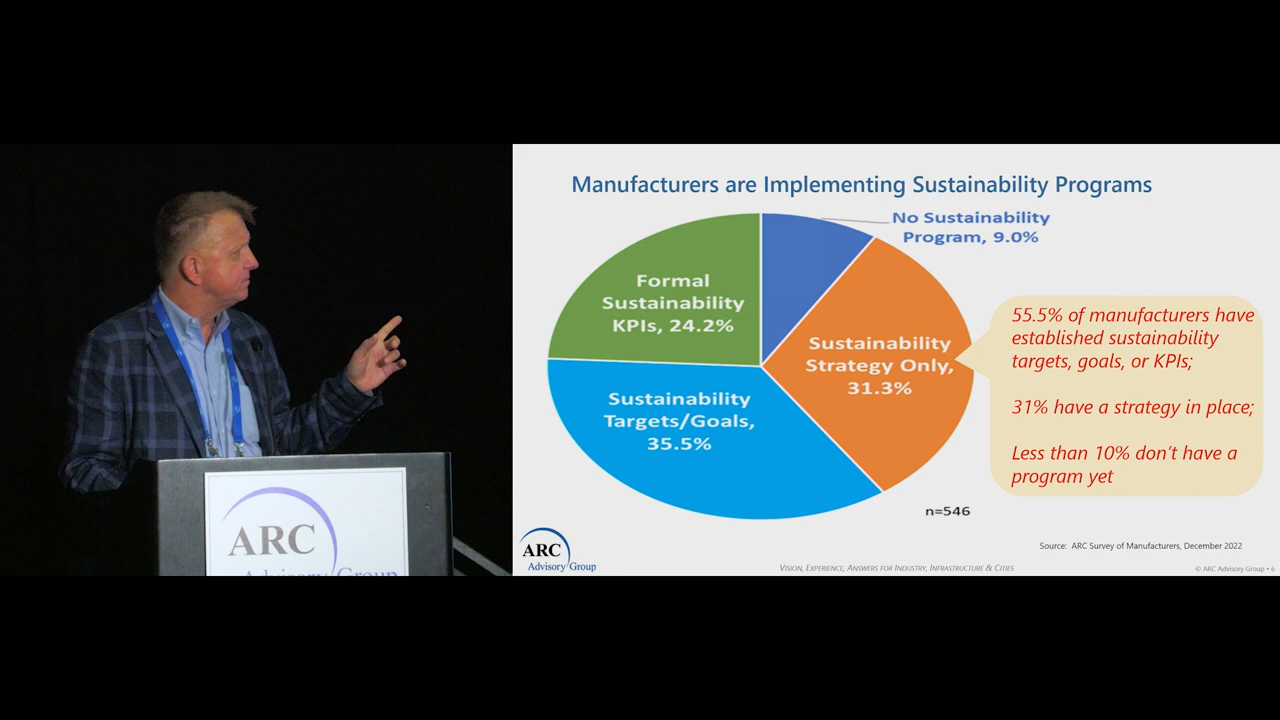 Manufacturers are Implementing Sustainability Programs
No Sustainability
Program, 9.0%
Formal
Sustainability
KPIs, 24.2%
Sustainability
Strategy Only,
31.3%
Sustainability
Targets/Goals,
35.5%
55.5% of manufacturers have
established sustainability
targets, goals, or KPIs;
31% have a strategy in place;
Less than 10% don't have a
program yet
n=546
Source: ARC Survey of Manufacturers, December 2022
ARC
Advisory Group
VISION, EXPERIENCE, ANSWERS FOR INDUSTRY, INFRASTRUCTURE & CITIES
© ARC Advisory Group • 6
ARC
Advisory Group